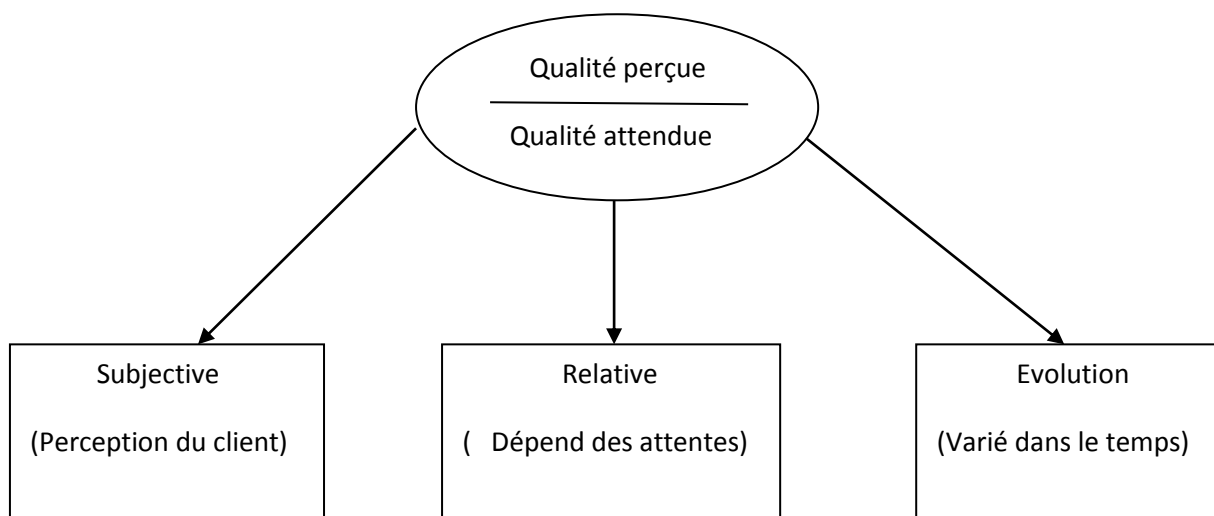 Qualité perçue
Qualité attendue
Subjective
(Perception du client)
Relative
(   Dépend des attentes)
Evolution
(Varié dans le temps)